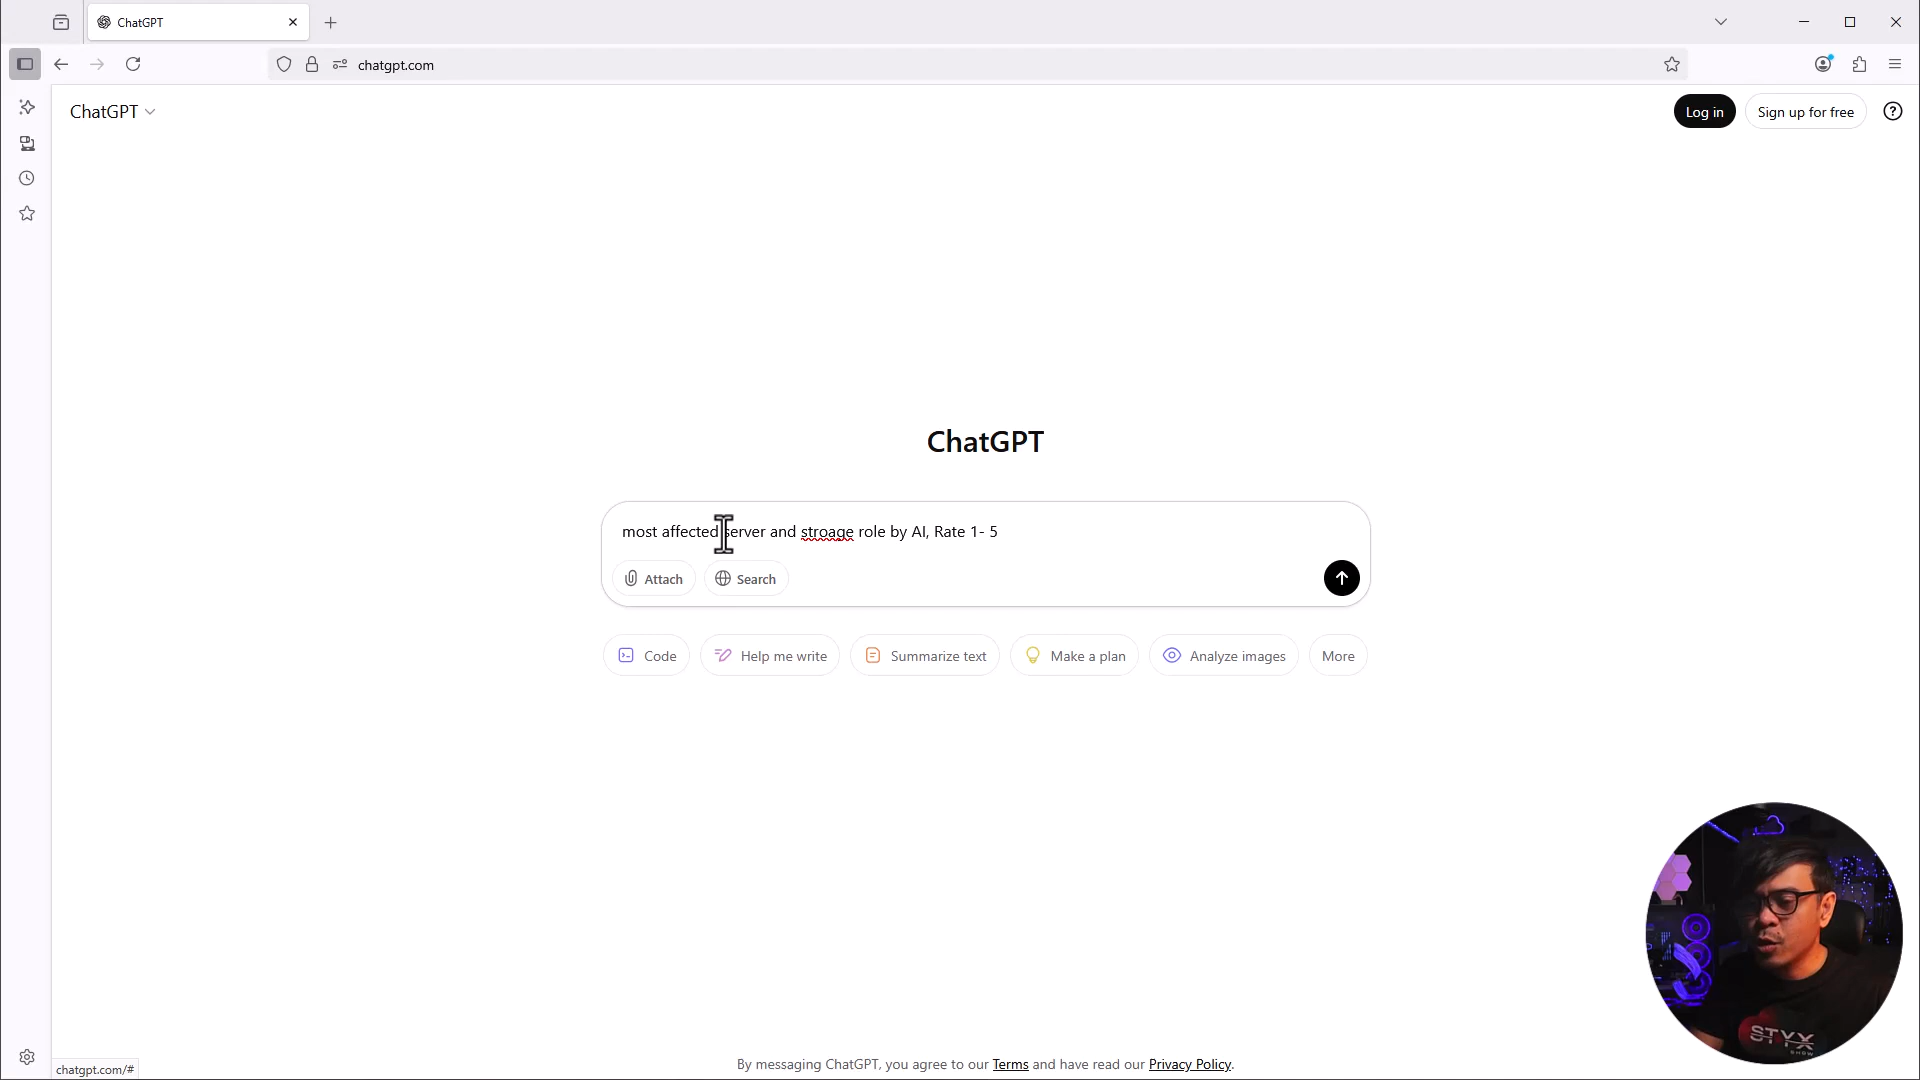 ChatGPT
chatgpt.com
ChatGPT
Log in
Sign up for free
ChatGPT
most affected server and stroage role by AI, Rate 1- 5
Attach
Search
Code
Help me write
Summarize text
Make a plan
Analyze images
More
STYX
SHOW
By messaging ChatGPT, you agree to our Terms and have read our Privacy Policy.
chatgpt.com/#